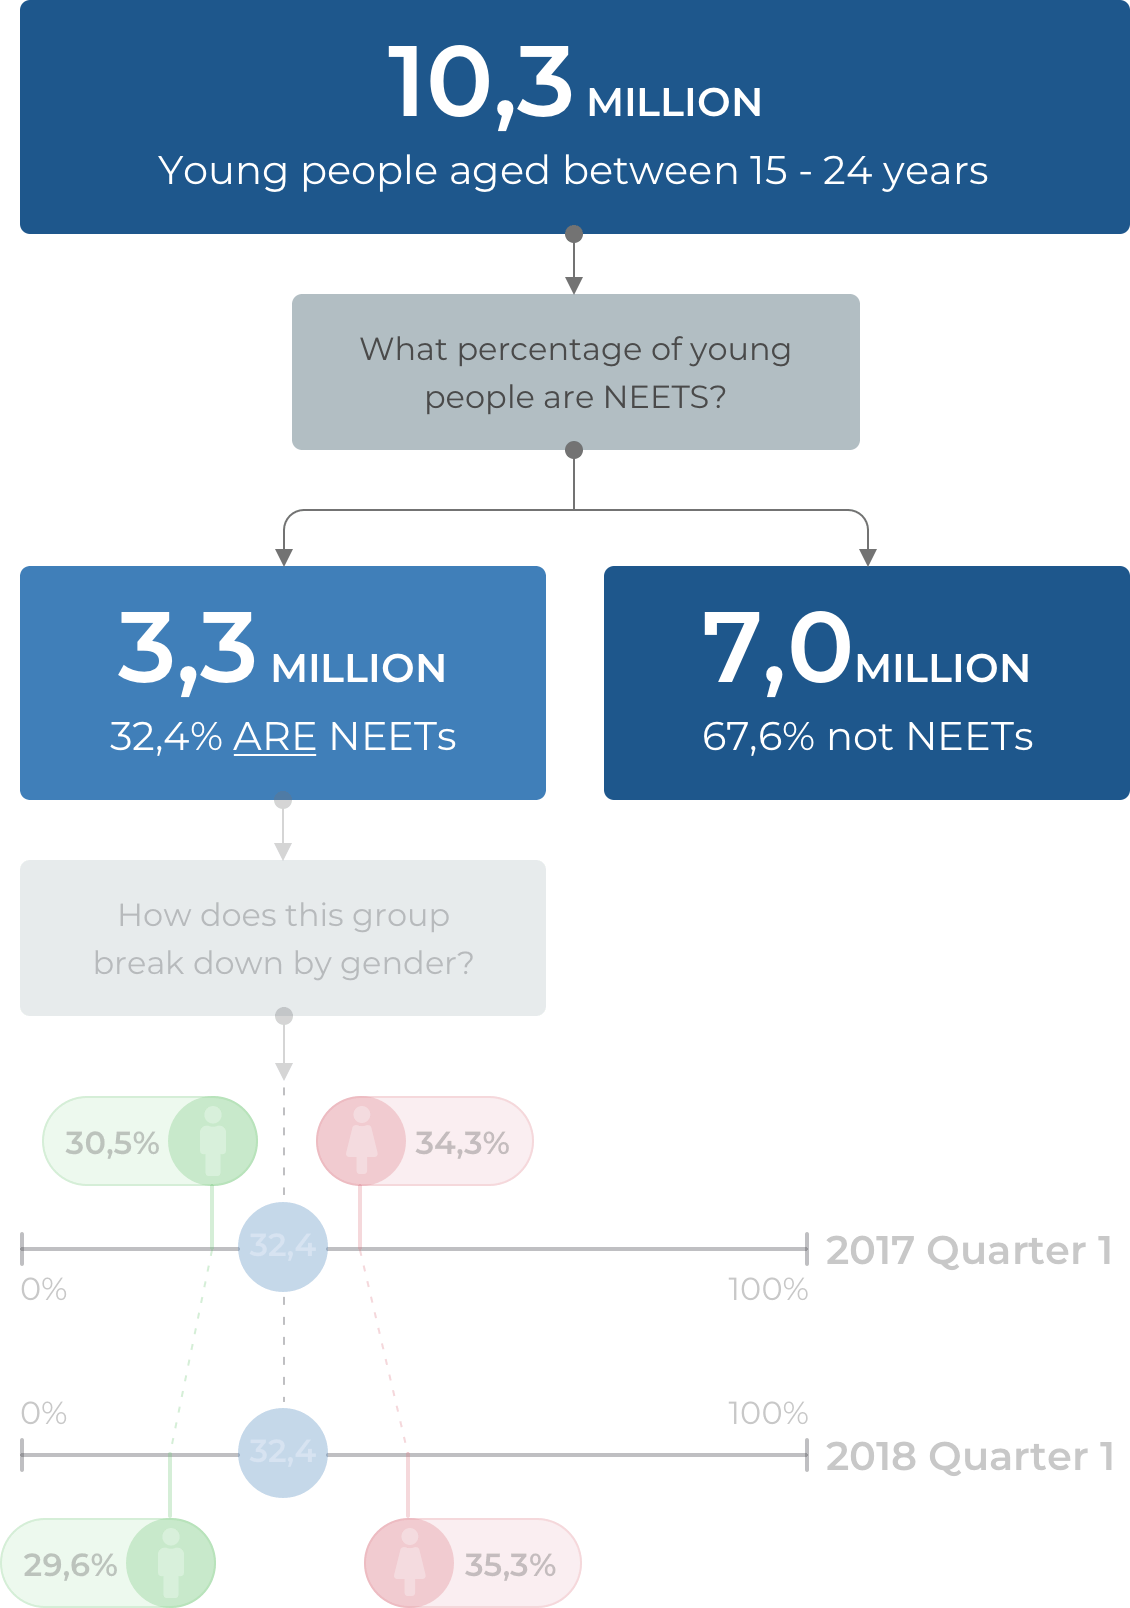 10,3 MILLION
Young people aged between 15 - 24 years
What percentage of young
people are NEETS?
3,3 MILLION
32,4% ARE NEETs
7,0 MILLION
67,6% not NEETs
How does this group
break down by gender?
30,5%
34,3%
32,4
2017 Quarter 1
0%
100%
0%
100%
32,4
2018 Quarter 1
29,6%
35,3%